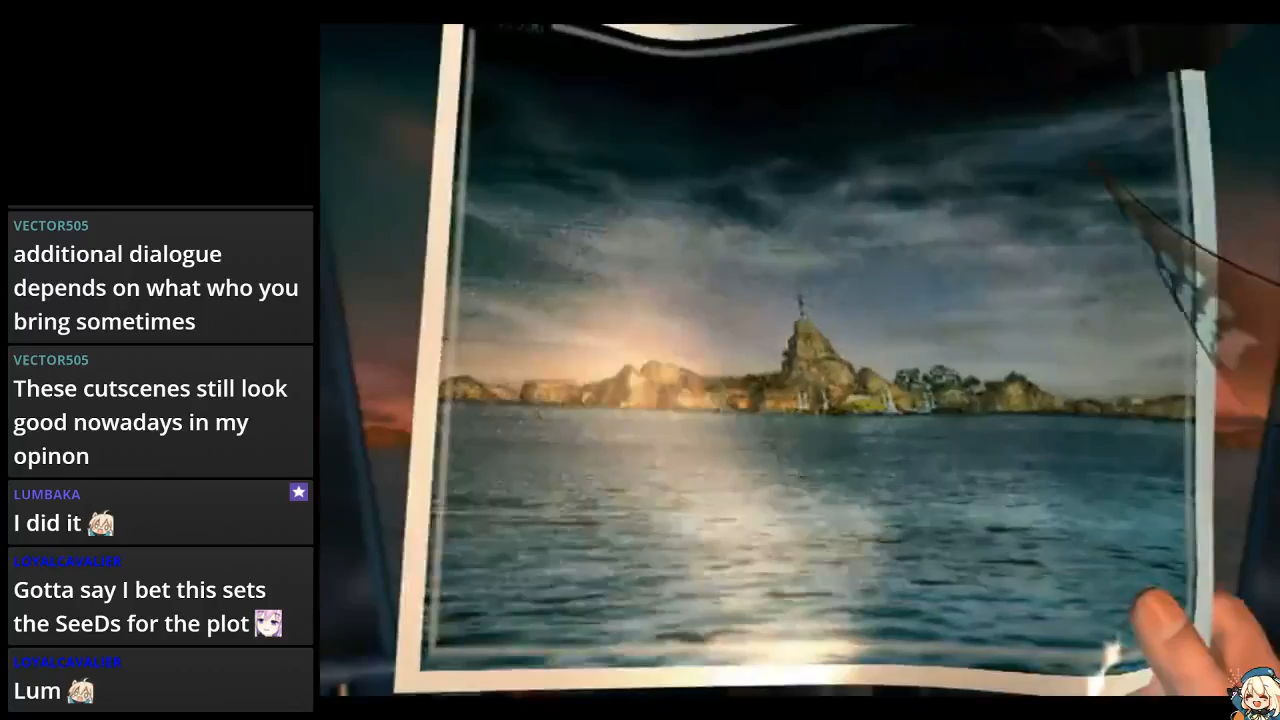 VECTOR505
additional dialogue
depends on what who you
bring sometimes
VECTOR505
These cutscenes still look
good nowadays in my
opinon
LUMBAKA
I did it
LOYALCAVALIER
Gotta say I bet this sets
the SeeDs for the plot
LOYALCAVALIER
Lum